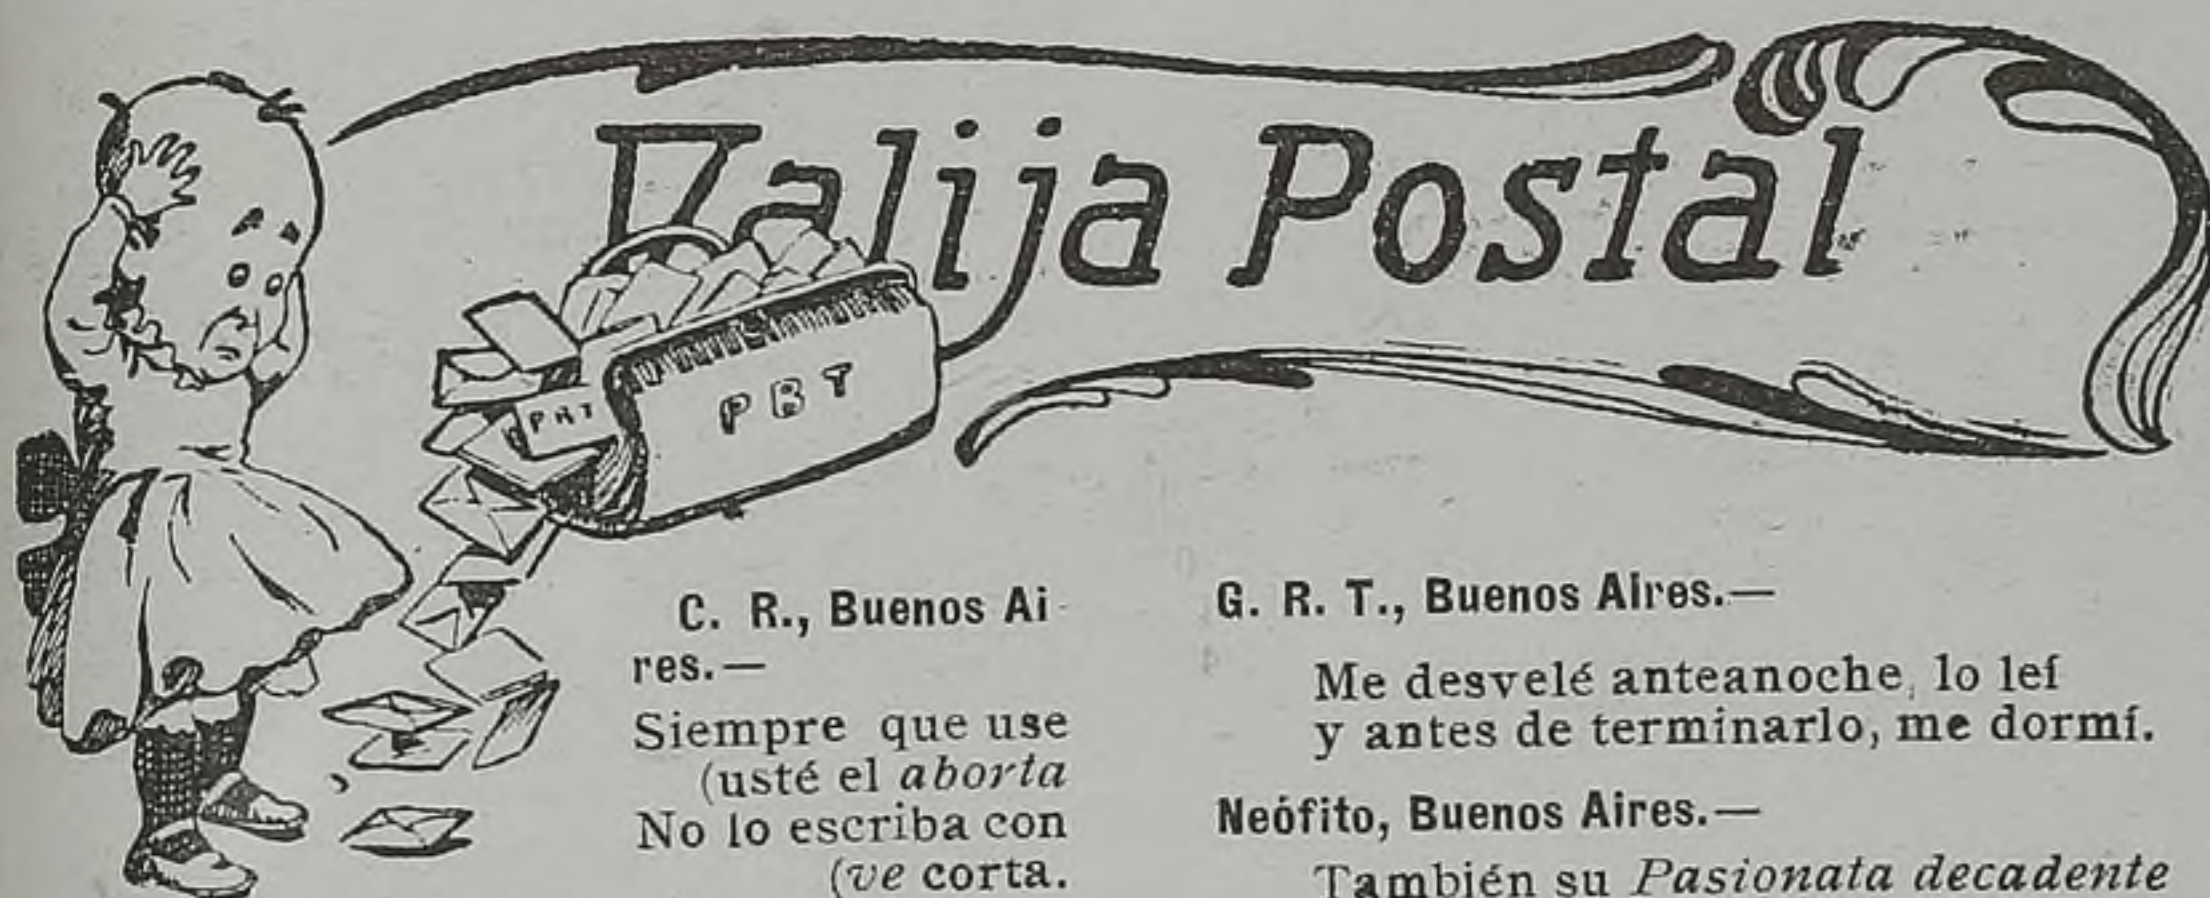 Valija Postal
PBT
PBT
C. R., Buenos Ai-
res.—
Siempre que use
(usté el aborta
No lo escriba con
(ve corta.
G. R. T., Buenos Aires.—
Me desvelé anteanoche, lo leí
y antes de terminarlo, me dormí.
Neófito, Buenos Aires.—
También su Pasionata decadente